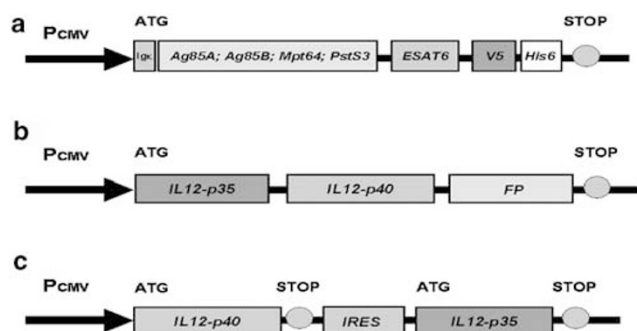 a
PCMV ATG STOP
Igκ Ag85A; Ag85B; Mpt64; PstS3 ESAT6 V5 His6
b
PCMV ATG STOP
IL12-p35 IL12-p40 FP
c
PCMV ATG STOP ATG STOP
IL12-p40 IRES IL12-p35